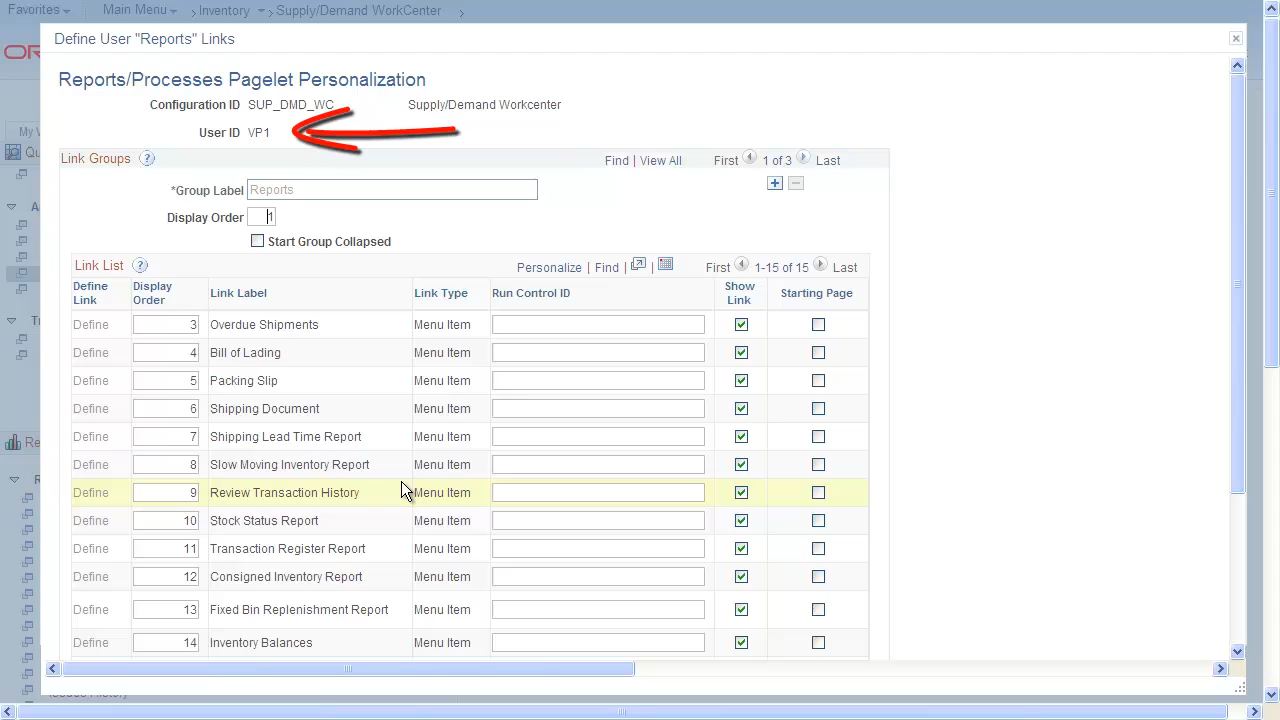 Favorites Main Menu Inventory Supply/Demand WorkCenter
Define User "Reports" Links
OR
Reports/Processes Pagelet Personalization
Configuration ID SUP_DMD_WC Supply/Demand Workcenter
User ID VP1
My
Qu
Link Groups Find | View All First 1 of 3 Last
*Group Label Reports
Display Order 1
Start Group Collapsed
Link List Personalize | Find | First 1-15 of 15 Last
Define Link Display Order Link Label Link Type Run Control ID Show Link Starting Page
Define 3 Overdue Shipments Menu Item
Define 4 Bill of Lading Menu Item
Define 5 Packing Slip Menu Item
Define 6 Shipping Document Menu Item
Define 7 Shipping Lead Time Report Menu Item
Re
Define 8 Slow Moving Inventory Report Menu Item
Define 9 Review Transaction History Menu Item
Define 10 Stock Status Report Menu Item
Define 11 Transaction Register Report Menu Item
Define 12 Consigned Inventory Report Menu Item
Define 13 Fixed Bin Replenishment Report Menu Item
Define 14 Inventory Balances Menu Item